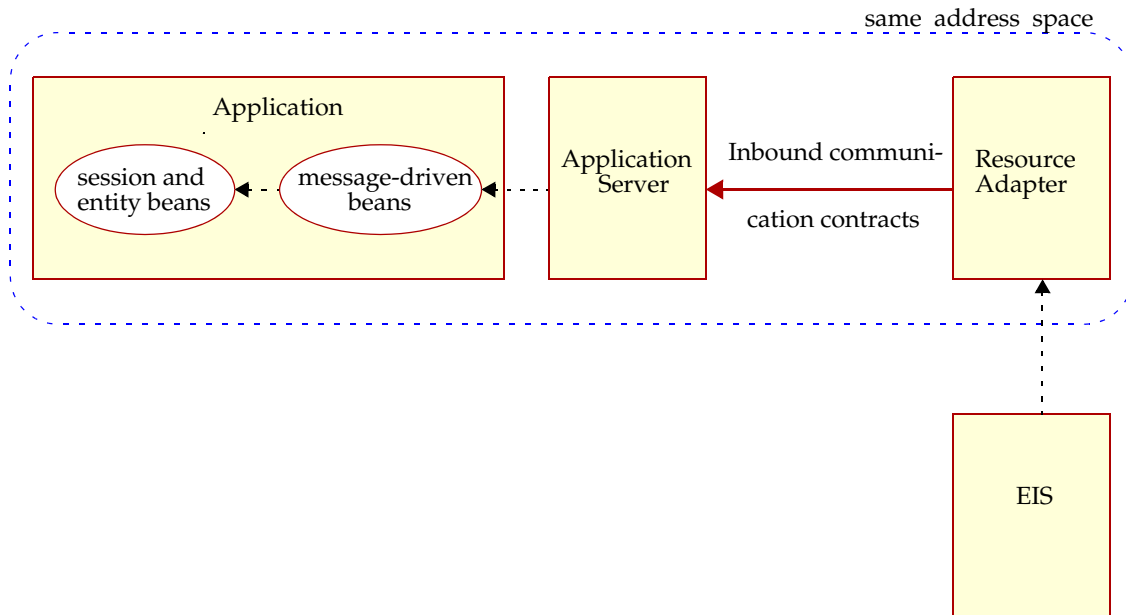 same address space
Application
session and
entity beans
message-driven
beans
Application
Server
Inbound communi-
cation contracts
Resource
Adapter
EIS